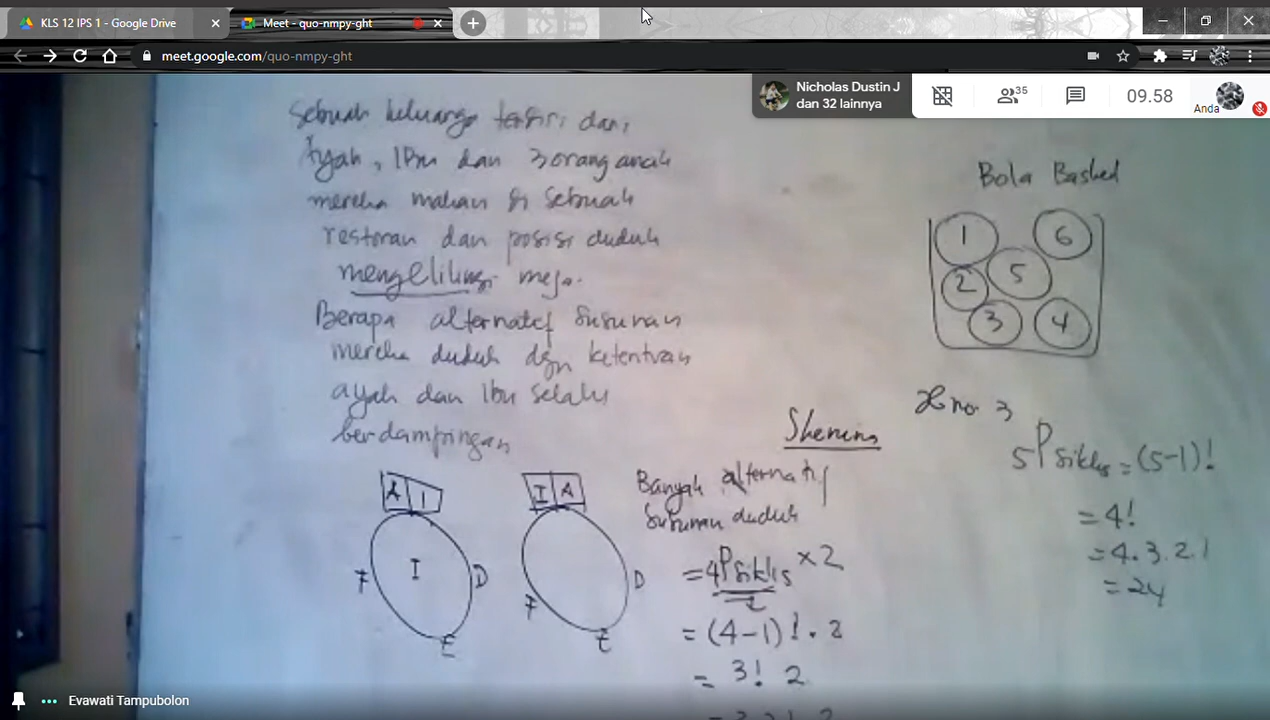 KLS 12 IPS 1 - Google Drive
Meet - quo-nmpy-ght
meet.google.com/quo-nmpy-ght
Nicholas Dustin J
dan 32 lainnya
35
09.58
Anda
Sebuah keluarga terdiri dari
Ayah, Ibu dan 3 orang anak
mereka makan di sebuah
restoran dan posisi duduk
mengelilingi meja.
Berapa alternatif susunan
mereka duduk dgn ketentuan
ayah dan Ibu selalu
berdampingan
A I
I
F D
E
I A
F D
E
Banyak alternatif
susunan duduk
= 4P siklis × 2
= (4-1)! . 2
= 3! 2
Bola Basked
1 6
2 5
3 4
no 3
5P siklis = (5-1)!
= 4!
= 4.3.2.1
= 24
Evawati Tampubolon